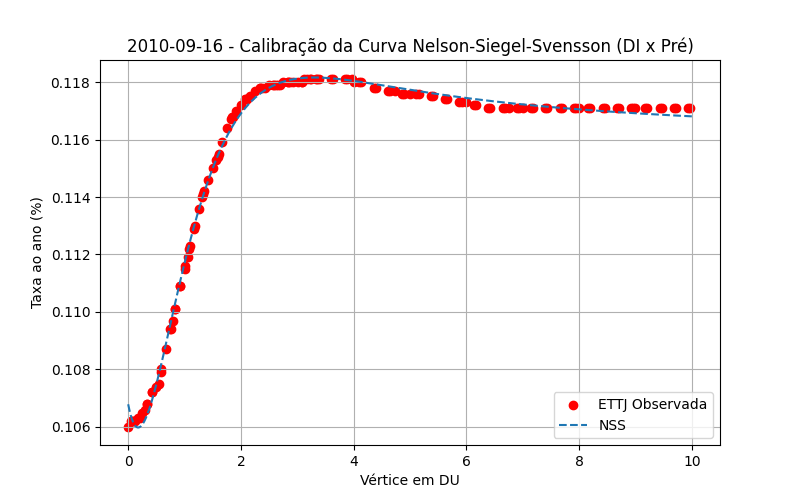 2010-09-16 - Calibração da Curva Nelson-Siegel-Svensson (DI x Pré)
Taxa ao ano (%)
0.118
0.116
0.114
0.112
0.110
0.108
0.106
0 2 4 6 8 10
Vértice em DU
ETTJ Observada
NSS